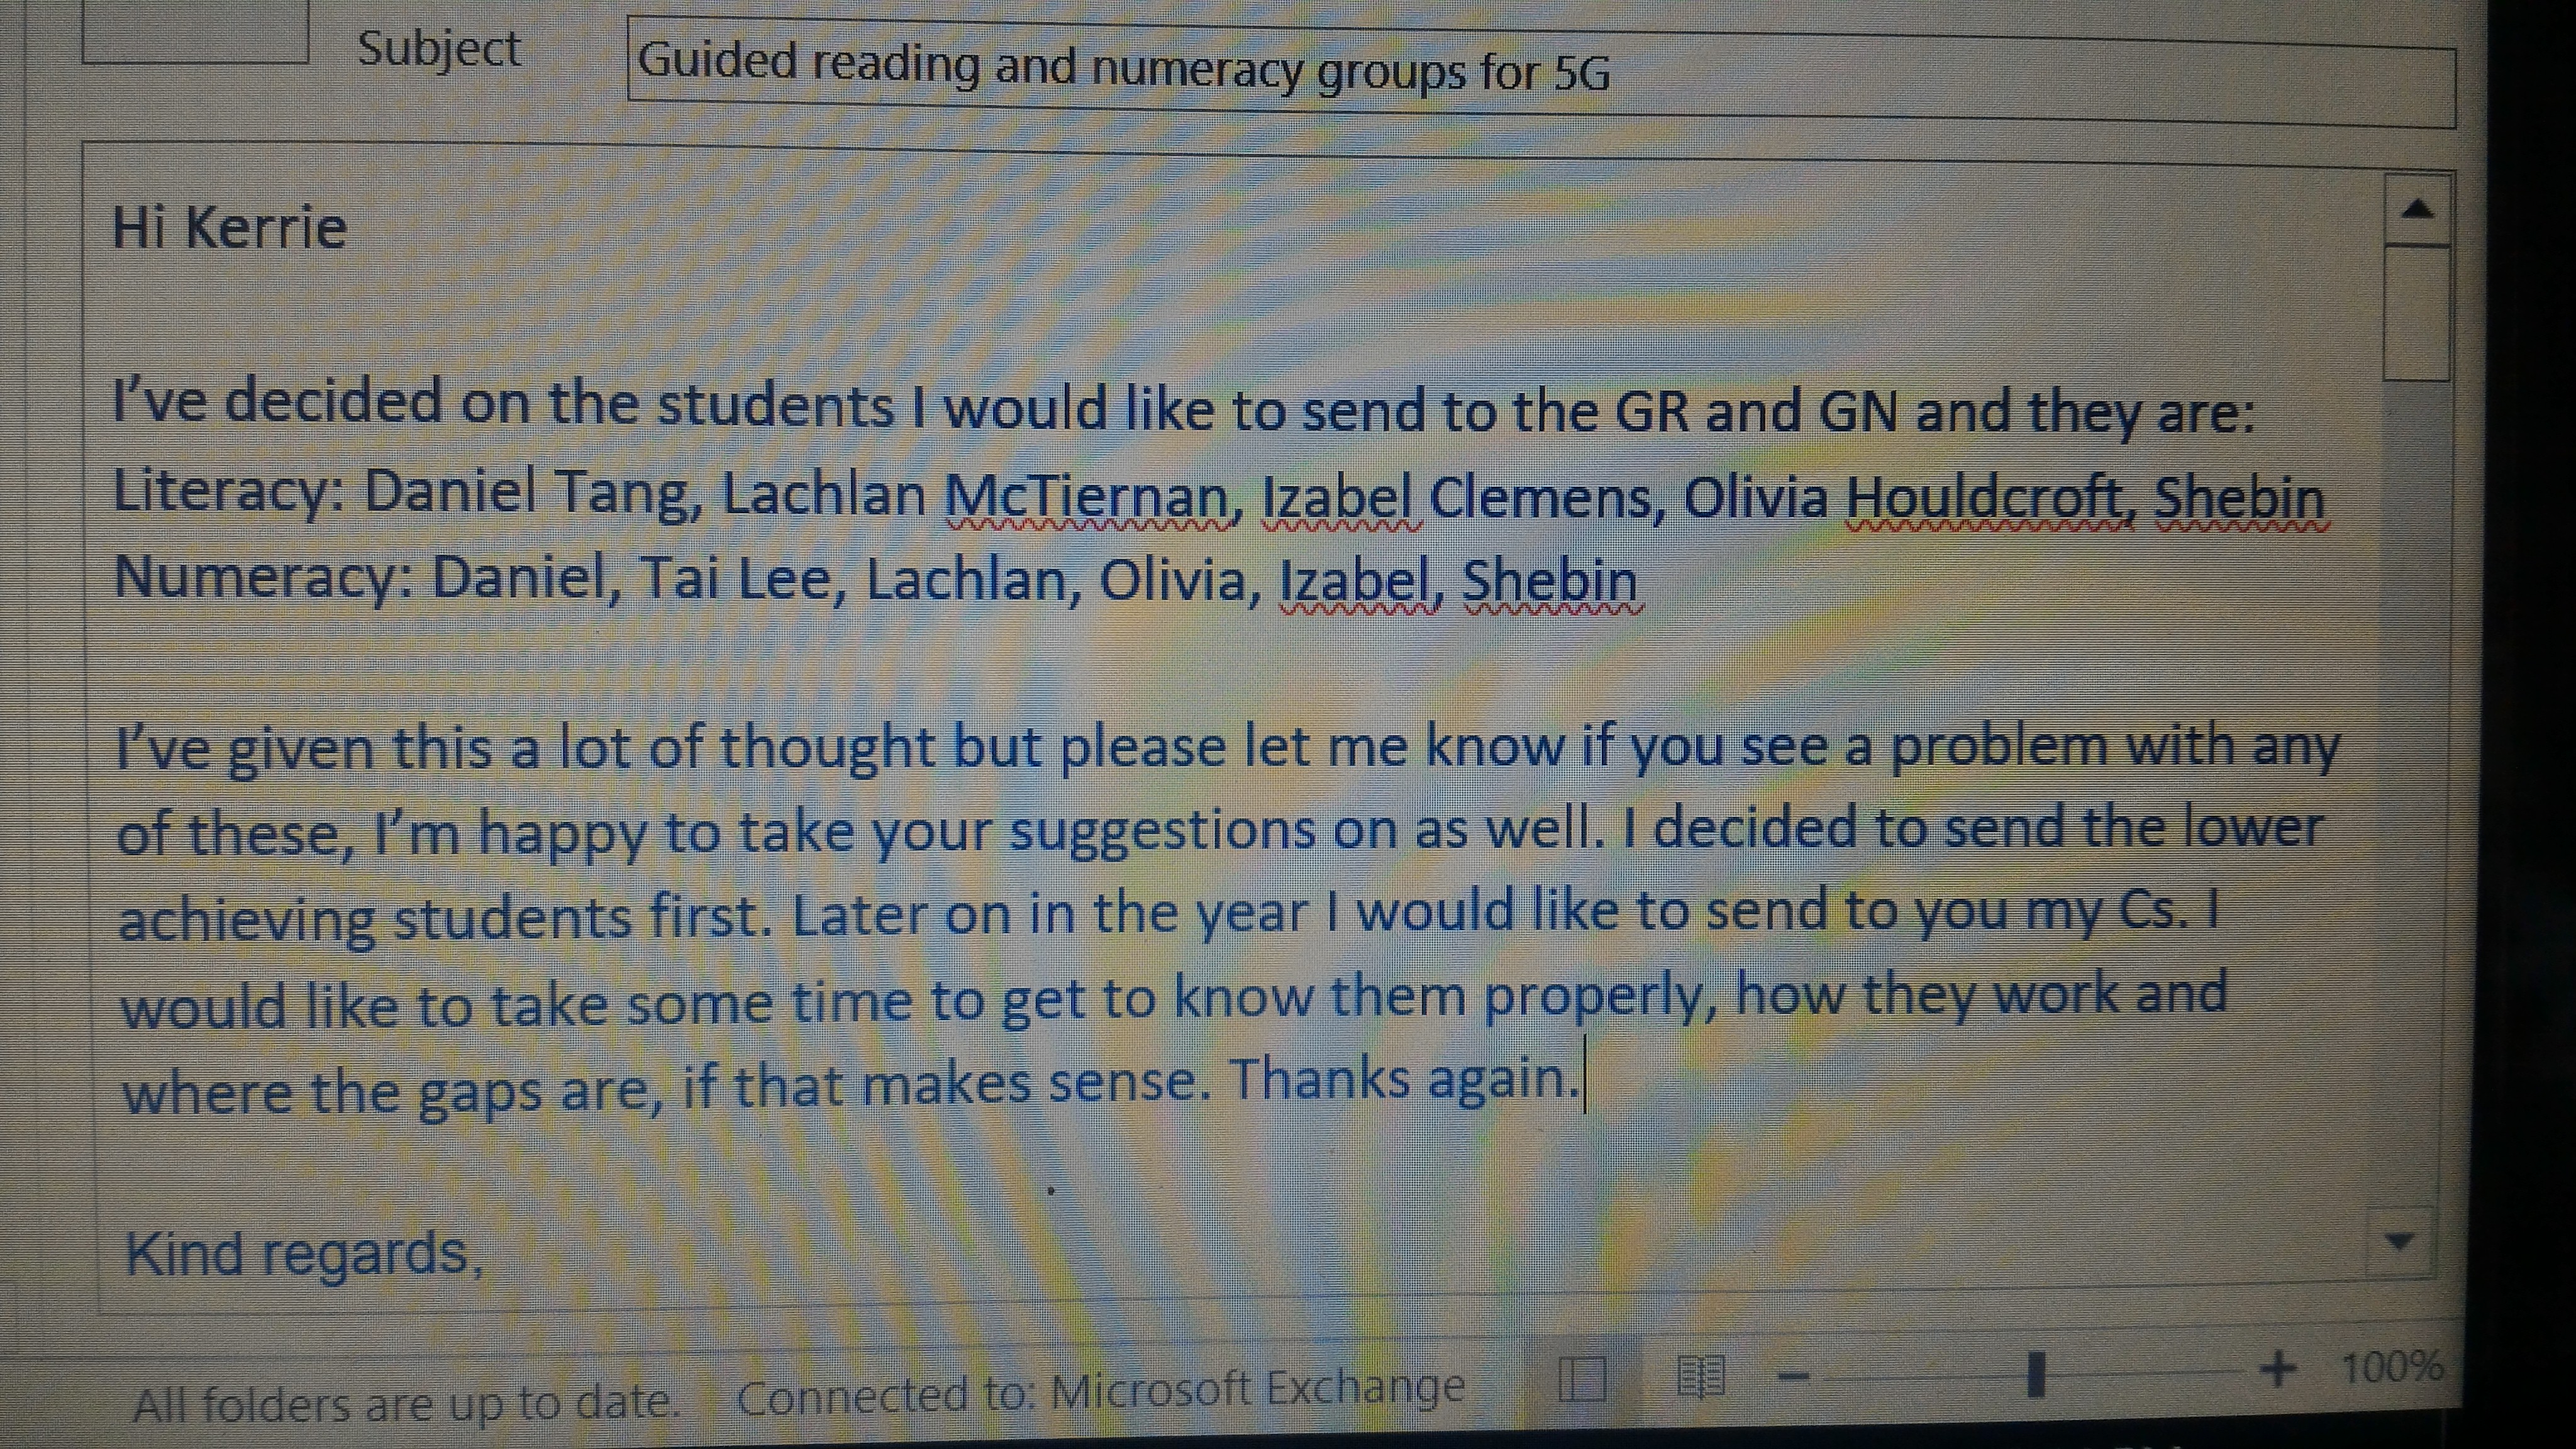 Subject
Guided reading and numeracy groups for 5G
Hi Kerrie
I've decided on the students I would like to send to the GR and GN and they are:
Literacy: Daniel Tang, Lachlan McTiernan, Izabel Clemens, Olivia Houldcroft, Shebin
Numeracy: Daniel, Tai Lee, Lachlan, Olivia, Izabel, Shebin
I've given this a lot of thought but please let me know if you see a problem with any
of these, I'm happy to take your suggestions on as well. I decided to send the lower
achieving students first. Later on in the year I would like to send to you my Cs. I
would like to take some time to get to know them properly, how they work and
where the gaps are, if that makes sense. Thanks again.
Kind regards,
All folders are up to date. Connected to: Microsoft Exchange
100%